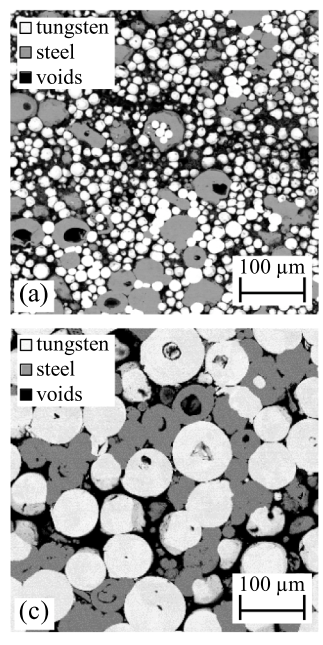 tungsten
steel
voids
100 µm
(a)
tungsten
steel
voids
100 µm
(c)